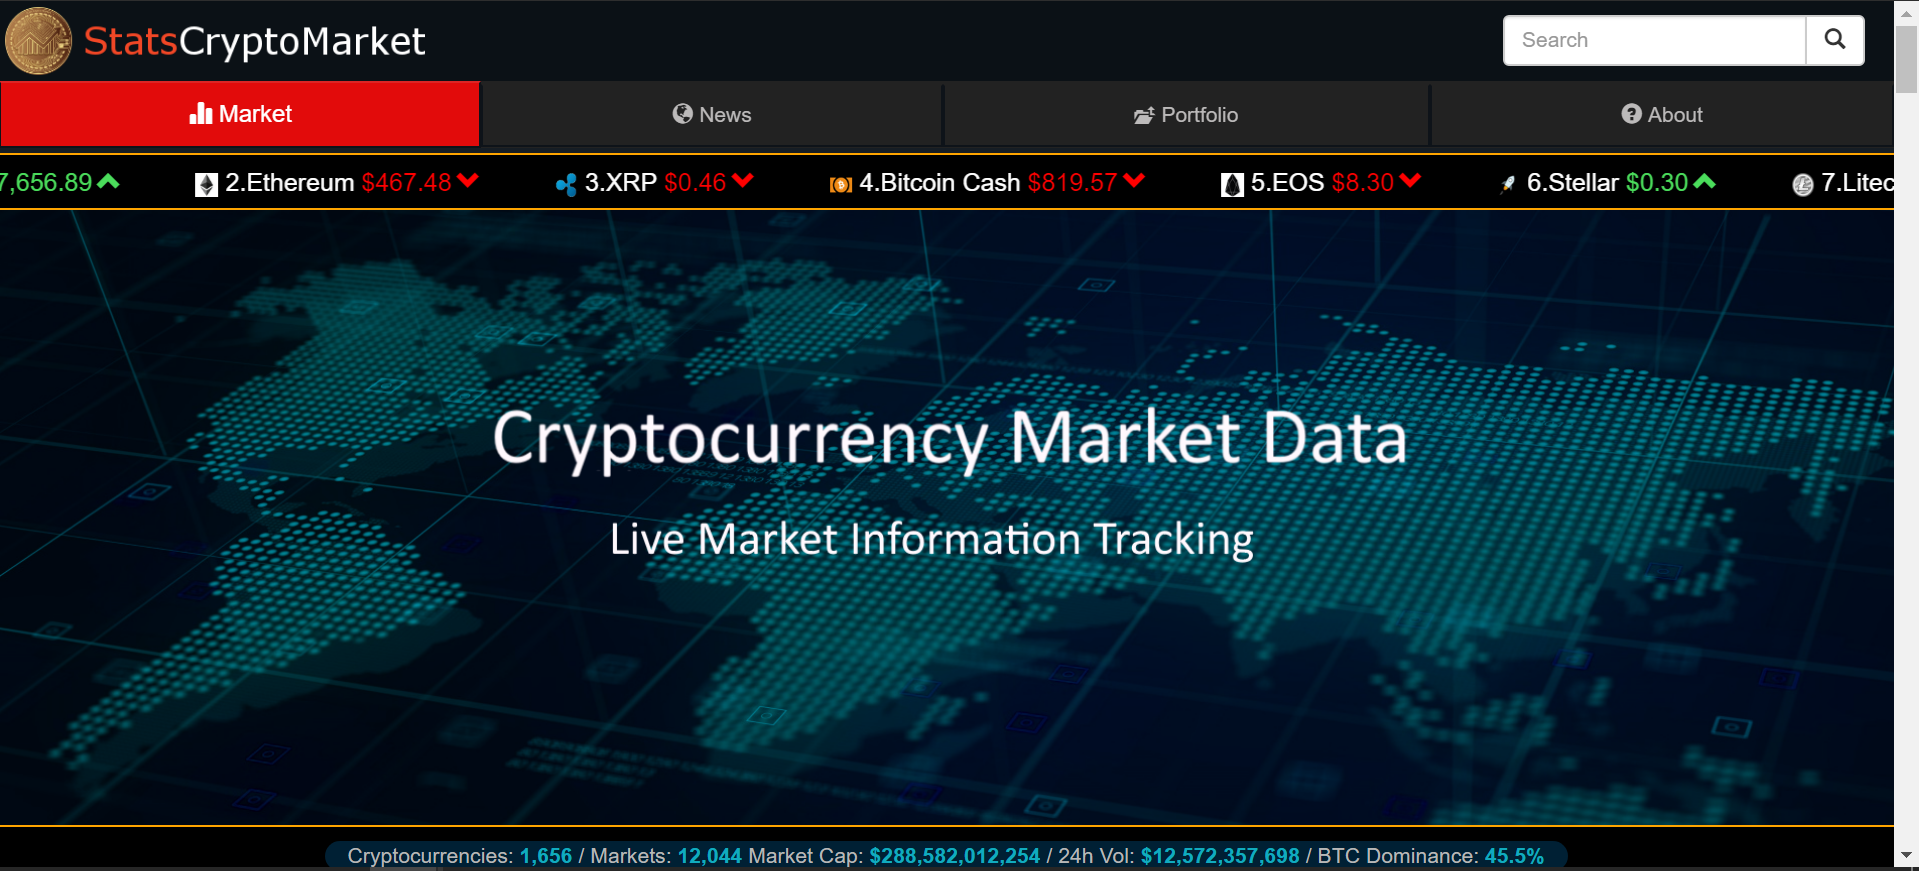 StatsCryptoMarket
Search
Market
News
Portfolio
About
7,656.89 2.Ethereum $467.48 3.XRP $0.46 4.Bitcoin Cash $819.57 5.EOS $8.30 6.Stellar $0.30 7.Litec
Cryptocurrency Market Data
Live Market Information Tracking
Cryptocurrencies: 1,656 / Markets: 12,044 Market Cap: $288,582,012,254 / 24h Vol: $12,572,357,698 / BTC Dominance: 45.5%